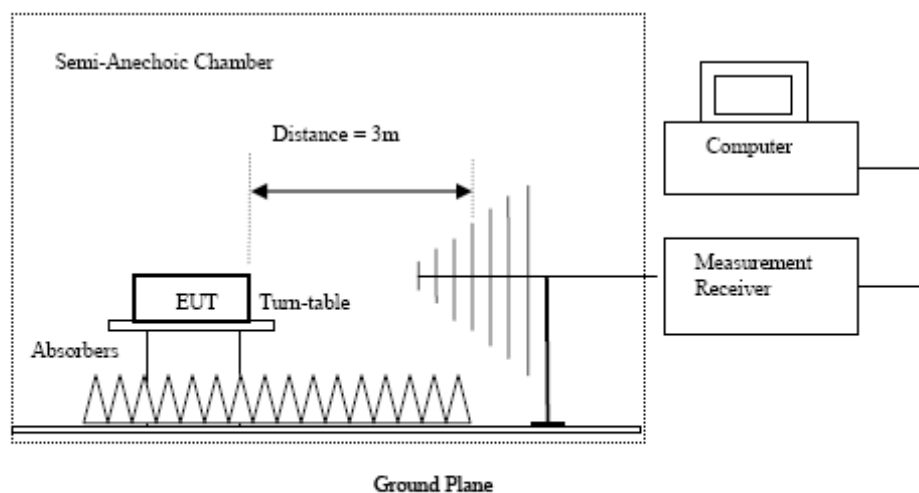 Semi-Anechoic Chamber
Distance = 3m
Computer
Measurement
Receiver
EUT
Turn-table
Absorbers
Ground Plane